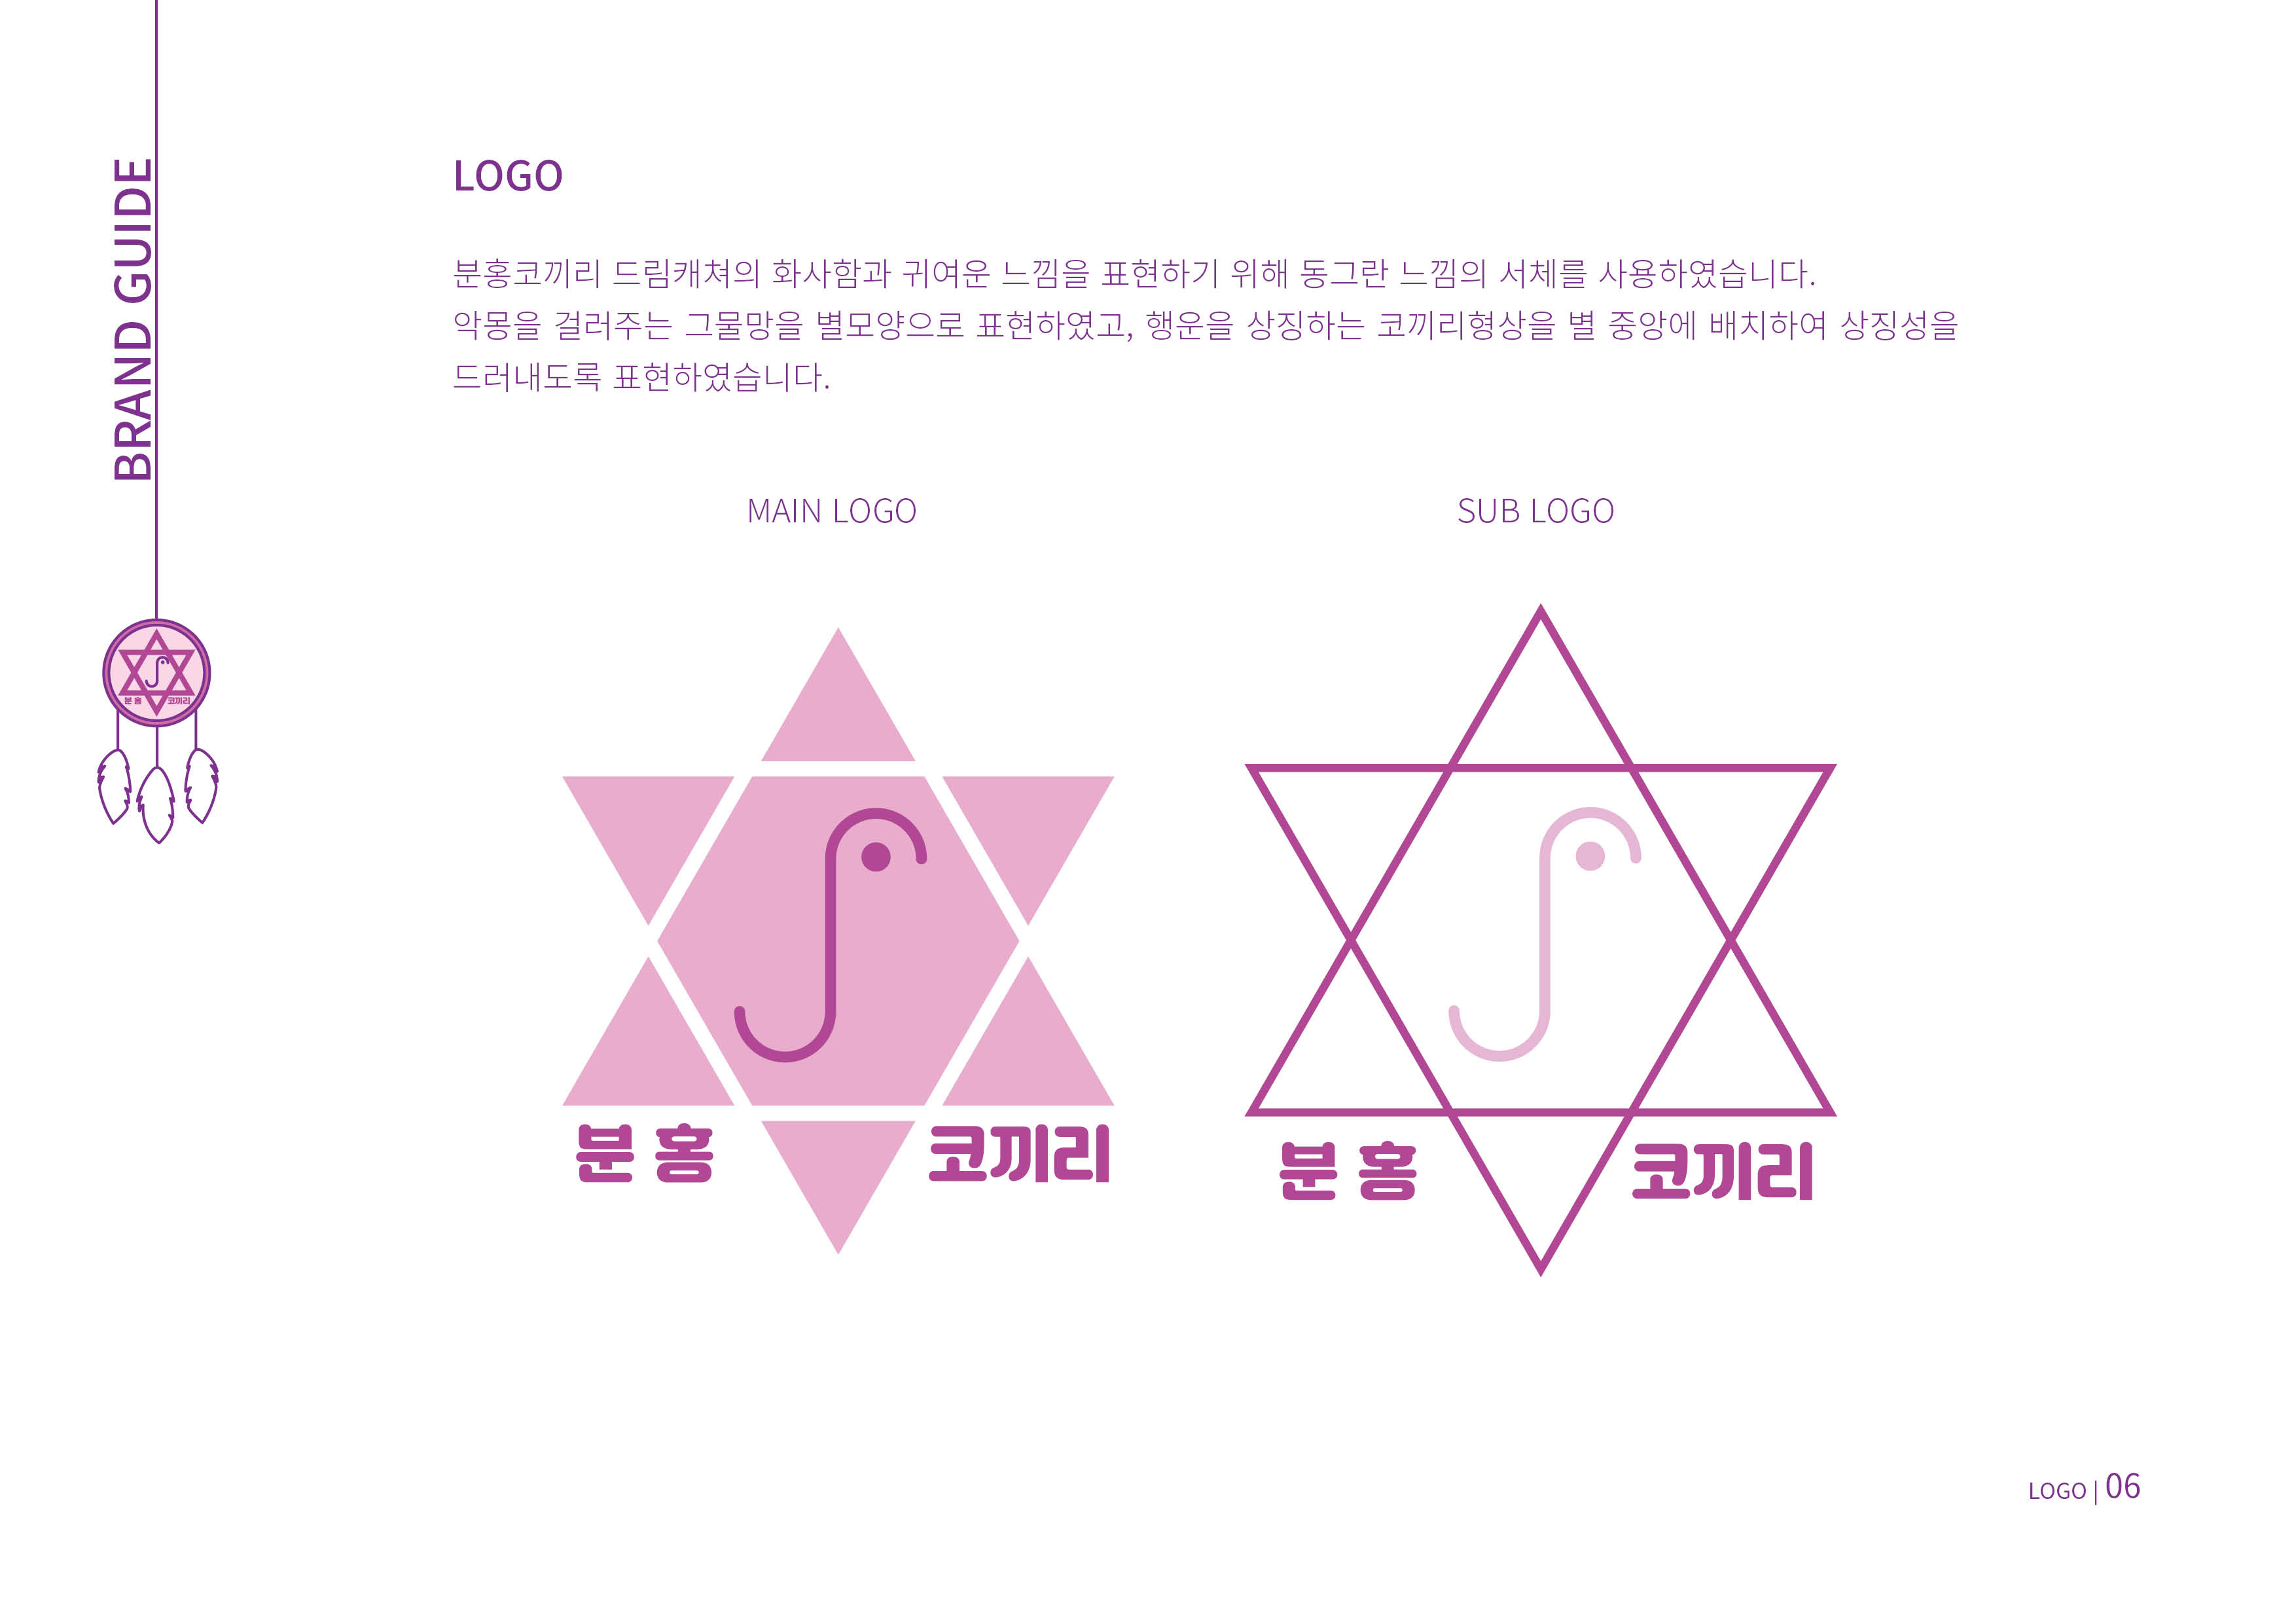 BRAND GUIDE
LOGO
분홍코끼리 드림캐쳐의 화사함과 귀여운 느낌을 표현하기 위해 동그란 느낌의 서체를 사용하였습니다.
악몽을 걸러주는 그물망을 별모양으로 표현하였고, 행운을 상징하는 코끼리형상을 별 중앙에 배치하여 상징성을
드러내도록 표현하였습니다.
MAIN LOGO
SUB LOGO
분홍 코끼리
분홍 코끼리
분홍 코끼리
LOGO | 06